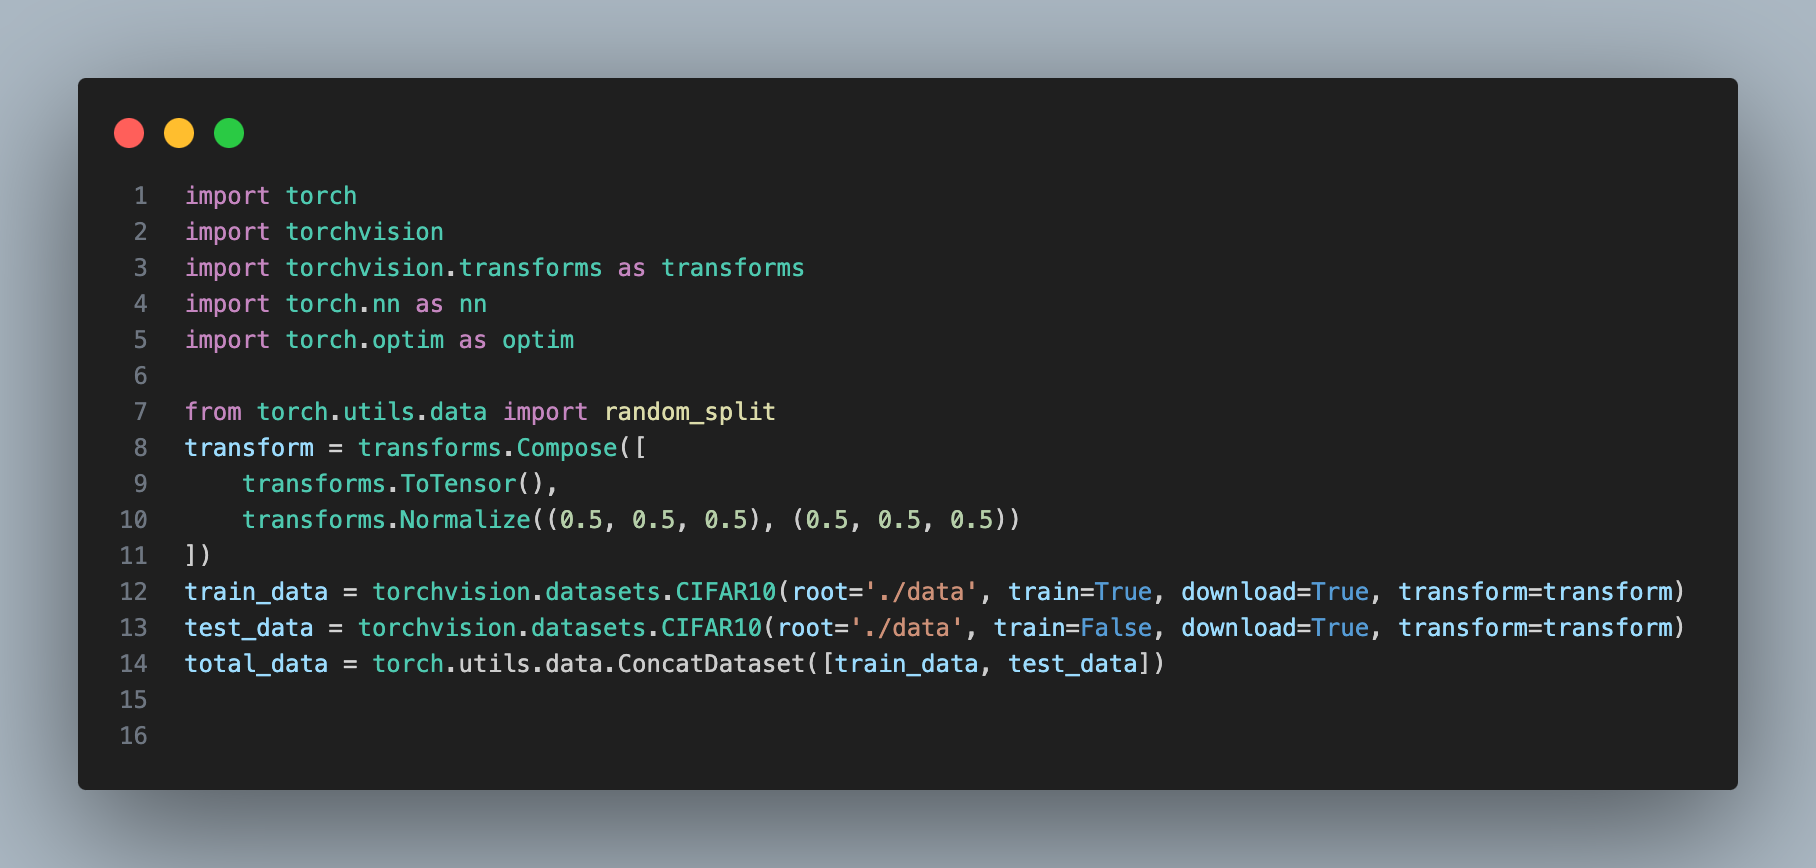 1 import torch
2 import torchvision
3 import torchvision.transforms as transforms
4 import torch.nn as nn
5 import torch.optim as optim
6
7 from torch.utils.data import random_split
8 transform = transforms.Compose([
9     transforms.ToTensor(),
10     transforms.Normalize((0.5, 0.5, 0.5), (0.5, 0.5, 0.5))
11 ])
12 train_data = torchvision.datasets.CIFAR10(root='./data', train=True, download=True, transform=transform)
13 test_data = torchvision.datasets.CIFAR10(root='./data', train=False, download=True, transform=transform)
14 total_data = torch.utils.data.ConcatDataset([train_data, test_data])
15
16